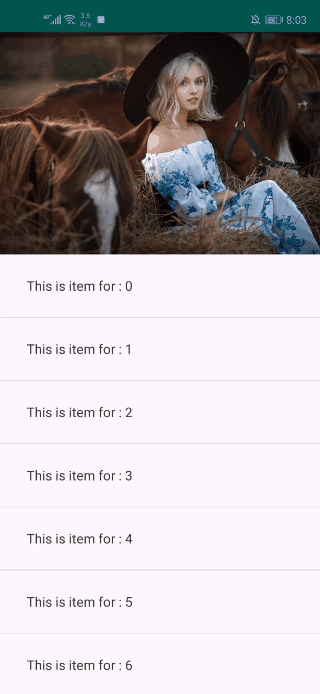 4G
3.5
K/s
60
8:03
This is item for : 0
This is item for : 1
This is item for : 2
This is item for : 3
This is item for : 4
This is item for : 5
This is item for : 6